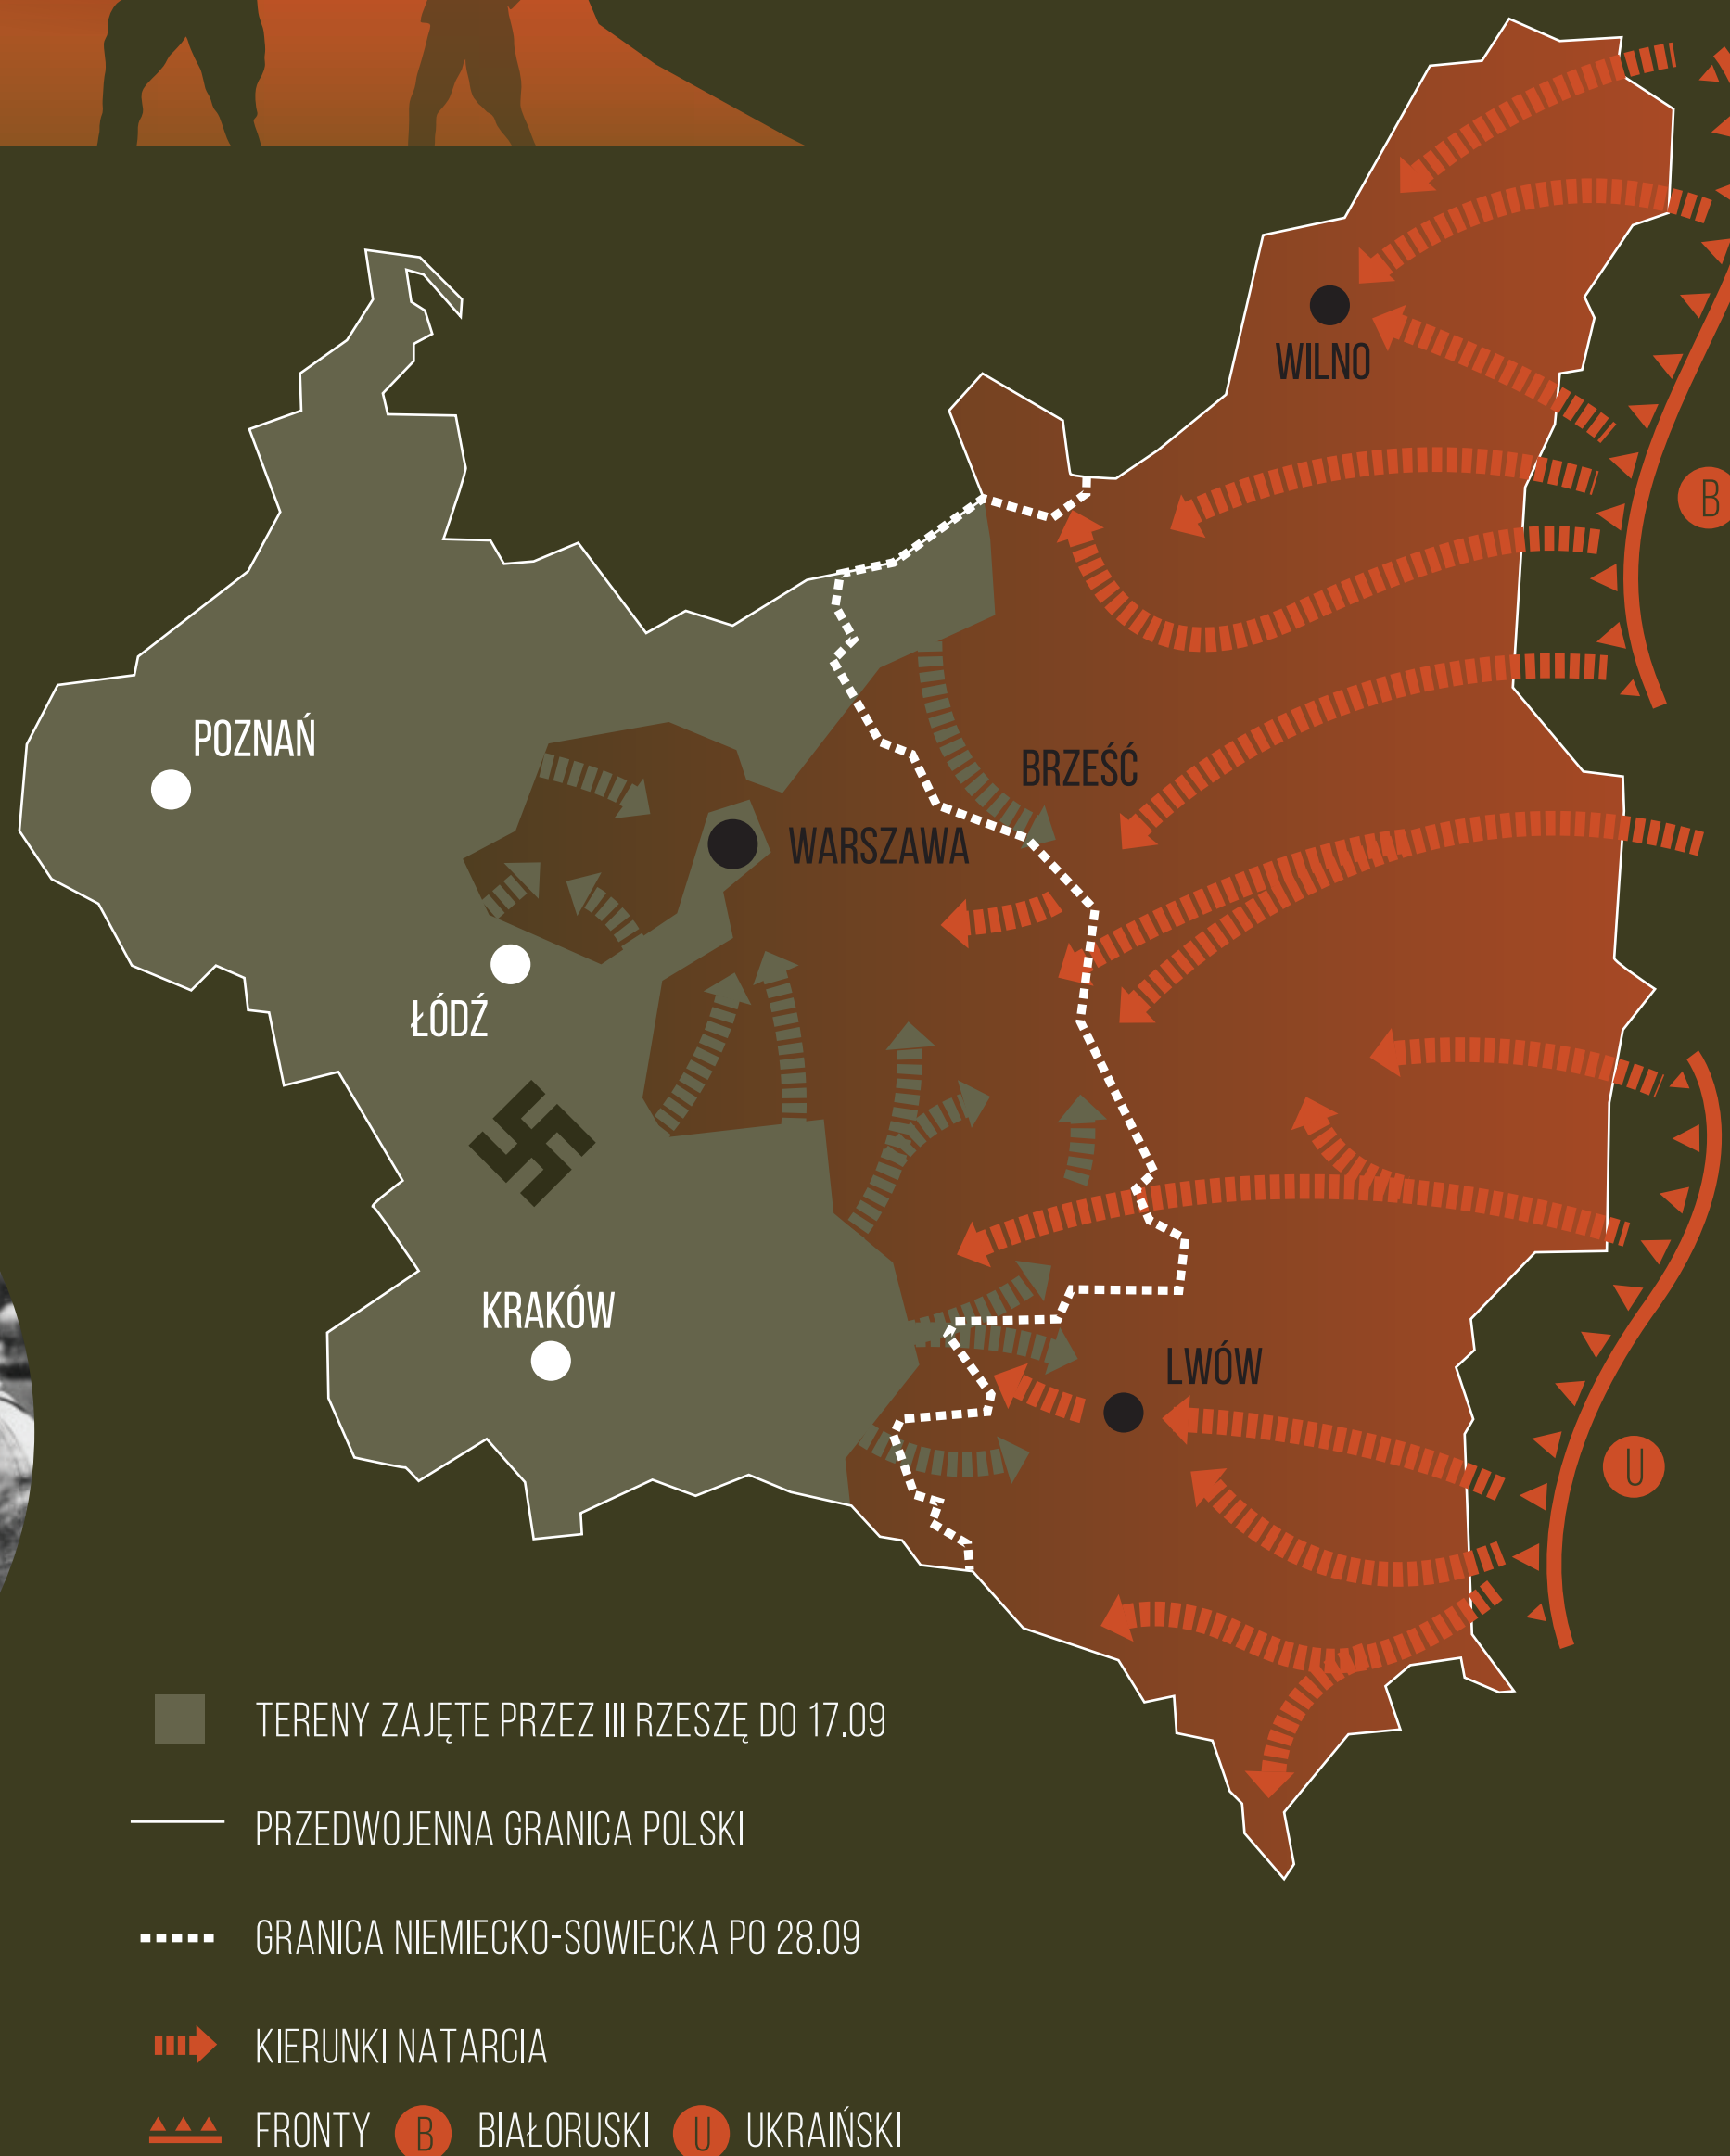 WILNO
B
POZNAŃ
BRZEŚĆ
WARSZAWA
ŁÓDŹ
KRAKÓW
LWÓW
U
TERENY ZAJĘTE PRZEZ III RZESZĘ DO 17.09
PRZEDWOJENNA GRANICA POLSKI
GRANICA NIEMIECKO-SOWIECKA PO 28.09
KIERUNKI NATARCIA
FRONTY B BIAŁORUSKI U UKRAIŃSKI